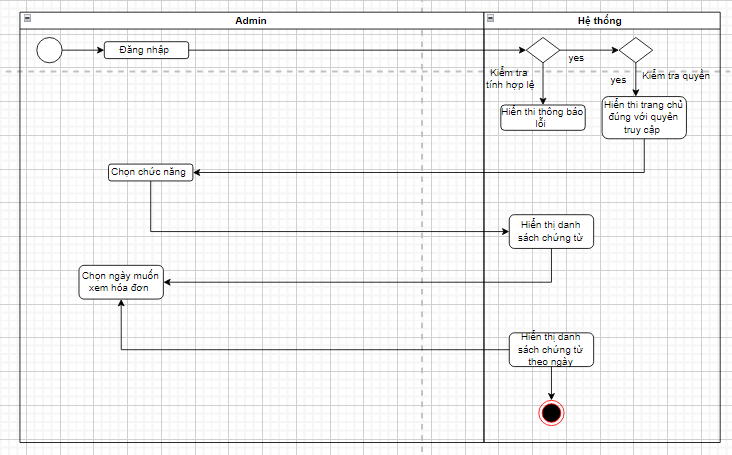 Admin
Hệ thống
Đăng nhập
yes
Kiểm tra
tính hợp lệ
yes
Kiểm tra quyền
Hiển thi thông báo
lỗi
Hiển thi trang chủ
đúng với quyền
truy cập
Chọn chức năng
Hiển thị danh
sách chứng từ
Chọn ngày muốn
xem hóa đơn
Hiển thị danh
sách chứng từ
theo ngày